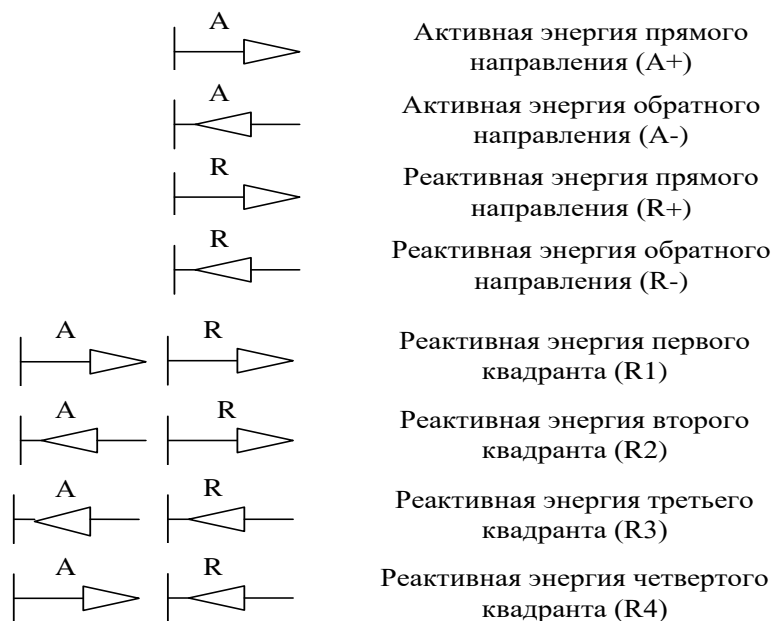 A
Активная энергия прямого
направления (A+)
A
Активная энергия обратного
направления (A-)
R
Реактивная энергия прямого
направления (R+)
R
Реактивная энергия обратного
направления (R-)
A R
Реактивная энергия первого
квадранта (R1)
A R
Реактивная энергия второго
квадранта (R2)
A R
Реактивная энергия третьего
квадранта (R3)
A R
Реактивная энергия четвертого
квадранта (R4)